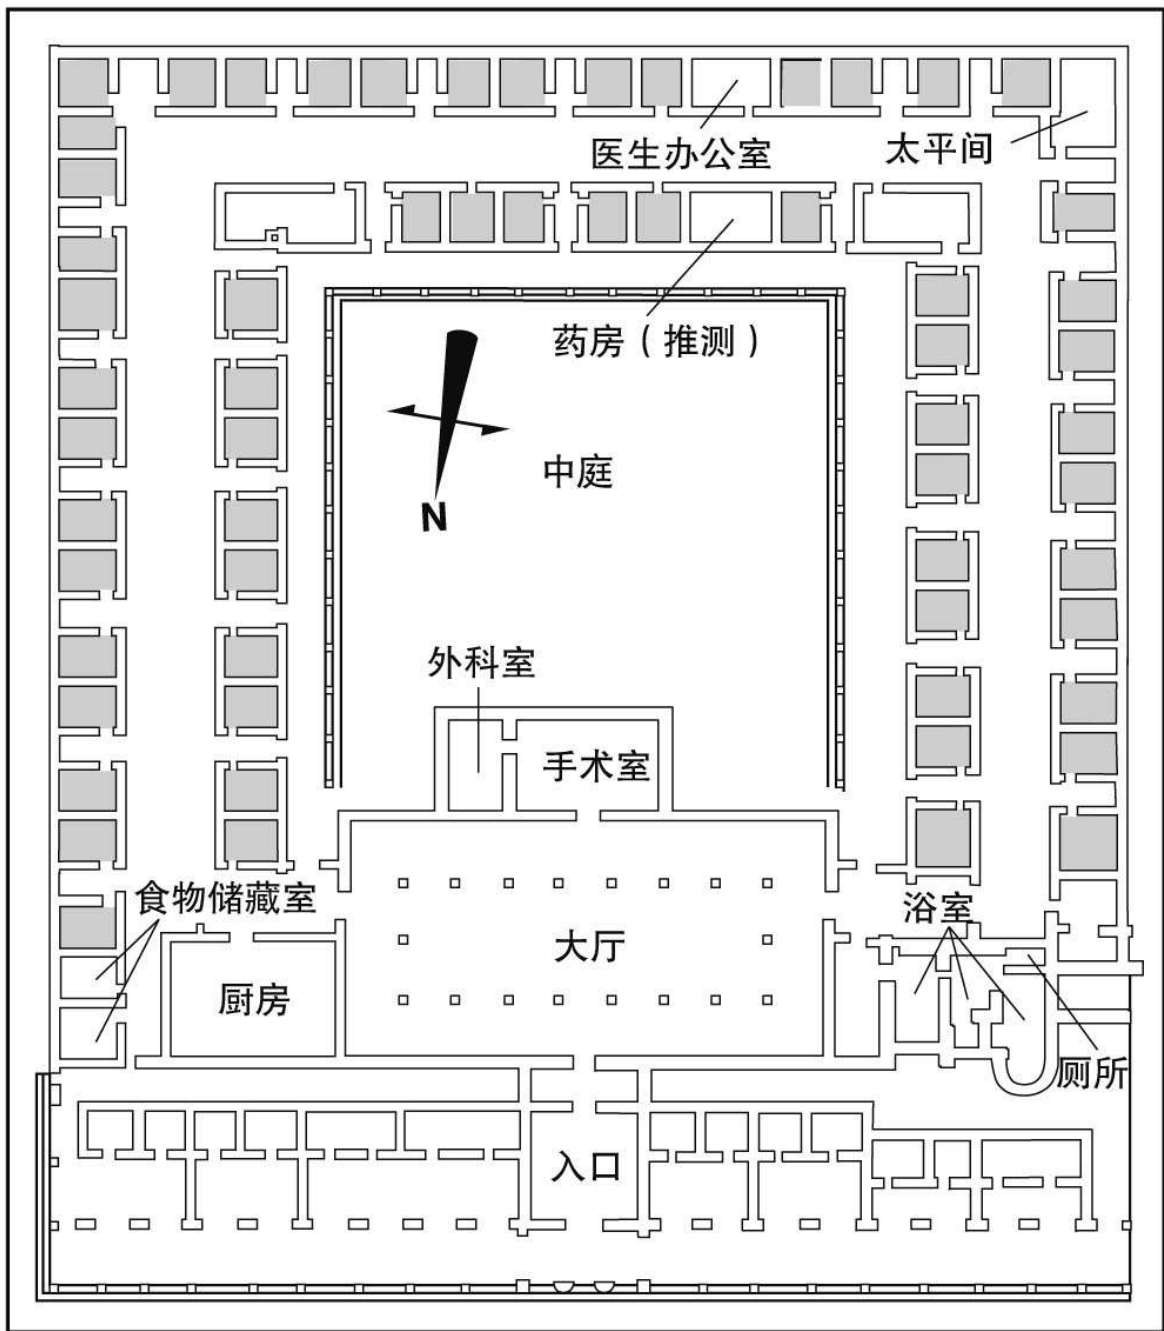 医生办公室
太平间
药房（推测）
中庭
N
外科室
手术室
食物储藏室
浴室
大厅
厨房
厕所
入口